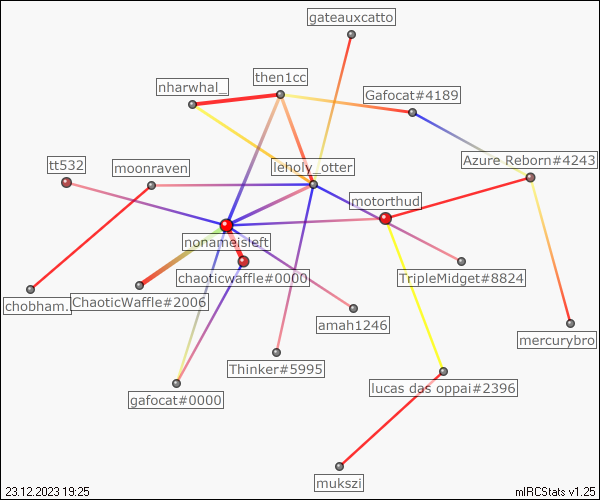 gateauxcatto
then1cc
nharwhal_
Gafocat#4189
Azure Reborn#4243
tt532
moonraven
leholy_otter
motorthud
nonameisleft
chaoticwaffle#0000
TripleMidget#8824
chobham.
ChaoticWaffle#2006
amah1246
mercurybro
Thinker#5995
lucas das oppai#2396
gafocat#0000
mukszi
23.12.2023 19:25
mIRCStats v1.25